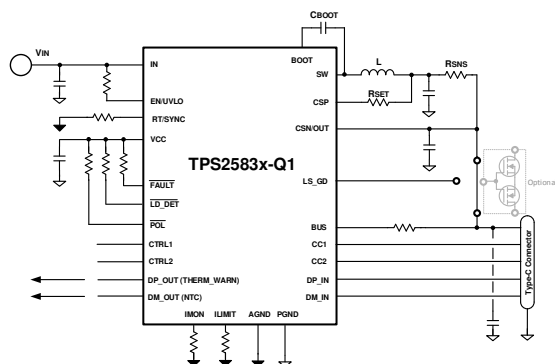 CBOOT
VIN
IN
BOOT
SW
L
RSNS
EN/UVLO
CSP
RSET
RT/SYNC
CSN/OUT
VCC
TPS2583x-Q1
FAULT
LS_GD
Optional
LD_DET
POL
BUS
CTRL1
CC1
CTRL2
CC2
DP_OUT (THERM_WARN)
DP_IN
DM_OUT (NTC)
DM_IN
Type-C Connector
IMON
ILIMIT
AGND
PGND